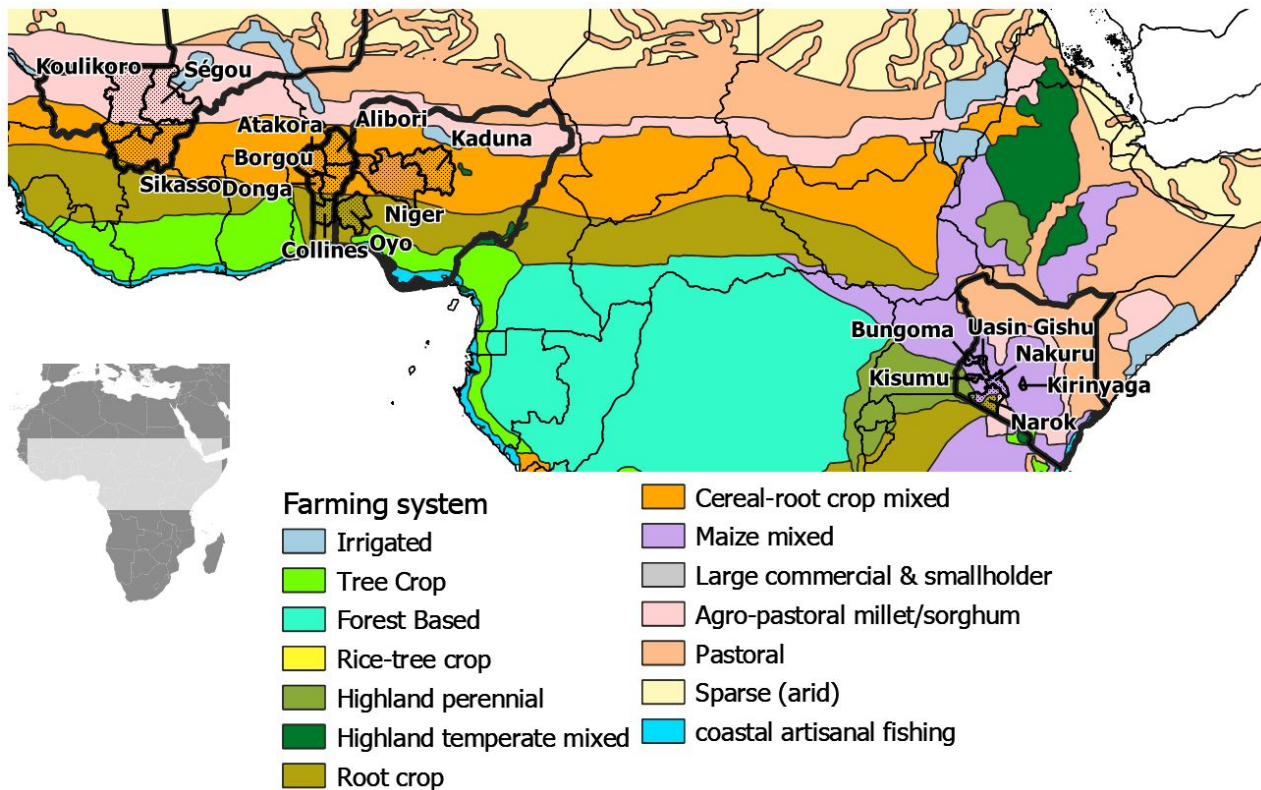 Koulikoro
Ségou
Atakora
Alibori
Kaduna
Borgou
Sikasso
Donga
Niger
Collines
Oyo
Bungoma
Uasin Gishu
Nakuru
Kisumu
Kirinyaga
Narok
Farming system
Irrigated
Tree Crop
Forest Based
Rice-tree crop
Highland perennial
Highland temperate mixed
Root crop
Cereal-root crop mixed
Maize mixed
Large commercial & smallholder
Agro-pastoral millet/sorghum
Pastoral
Sparse (arid)
coastal artisanal fishing